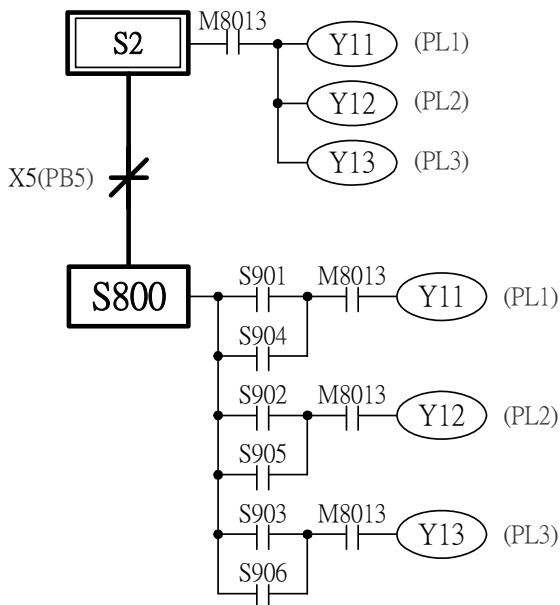 M8013
S2 Y11 (PL1)
Y12 (PL2)
Y13 (PL3)
X5(PB5)
S901 M8013
S800 Y11 (PL1)
S904
S902 M8013
Y12 (PL2)
S905
S903 M8013
Y13 (PL3)
S906